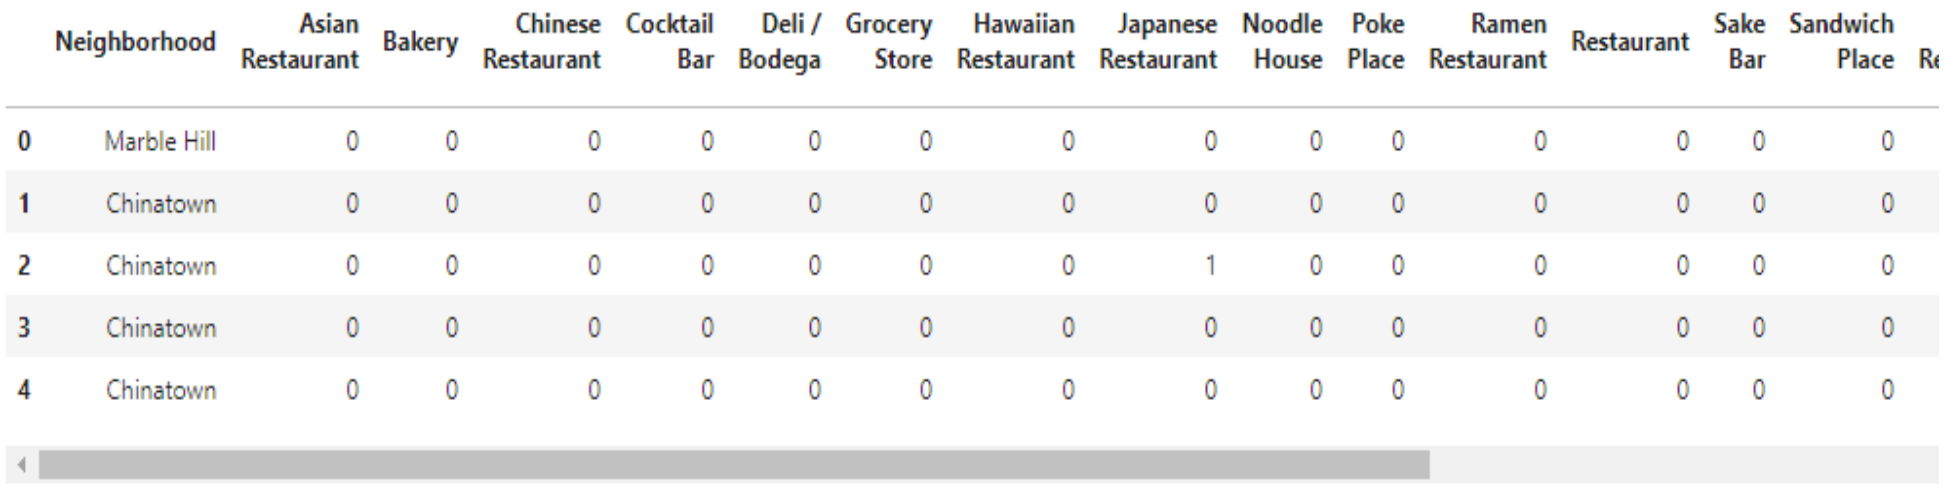 Neighborhood Asian Restaurant Bakery Chinese Restaurant Cocktail Bar Deli / Bodega Grocery Store Hawaiian Restaurant Japanese Restaurant Noodle House Poke Place Ramen Restaurant Restaurant Sake Bar Sandwich Place
0 Marble Hill 0 0 0 0 0 0 0 0 0 0 0 0 0 0
1 Chinatown 0 0 0 0 0 0 0 0 0 0 0 0 0 0
2 Chinatown 0 0 0 0 0 0 0 1 0 0 0 0 0 0
3 Chinatown 0 0 0 0 0 0 0 0 0 0 0 0 0 0
4 Chinatown 0 0 0 0 0 0 0 0 0 0 0 0 0 0